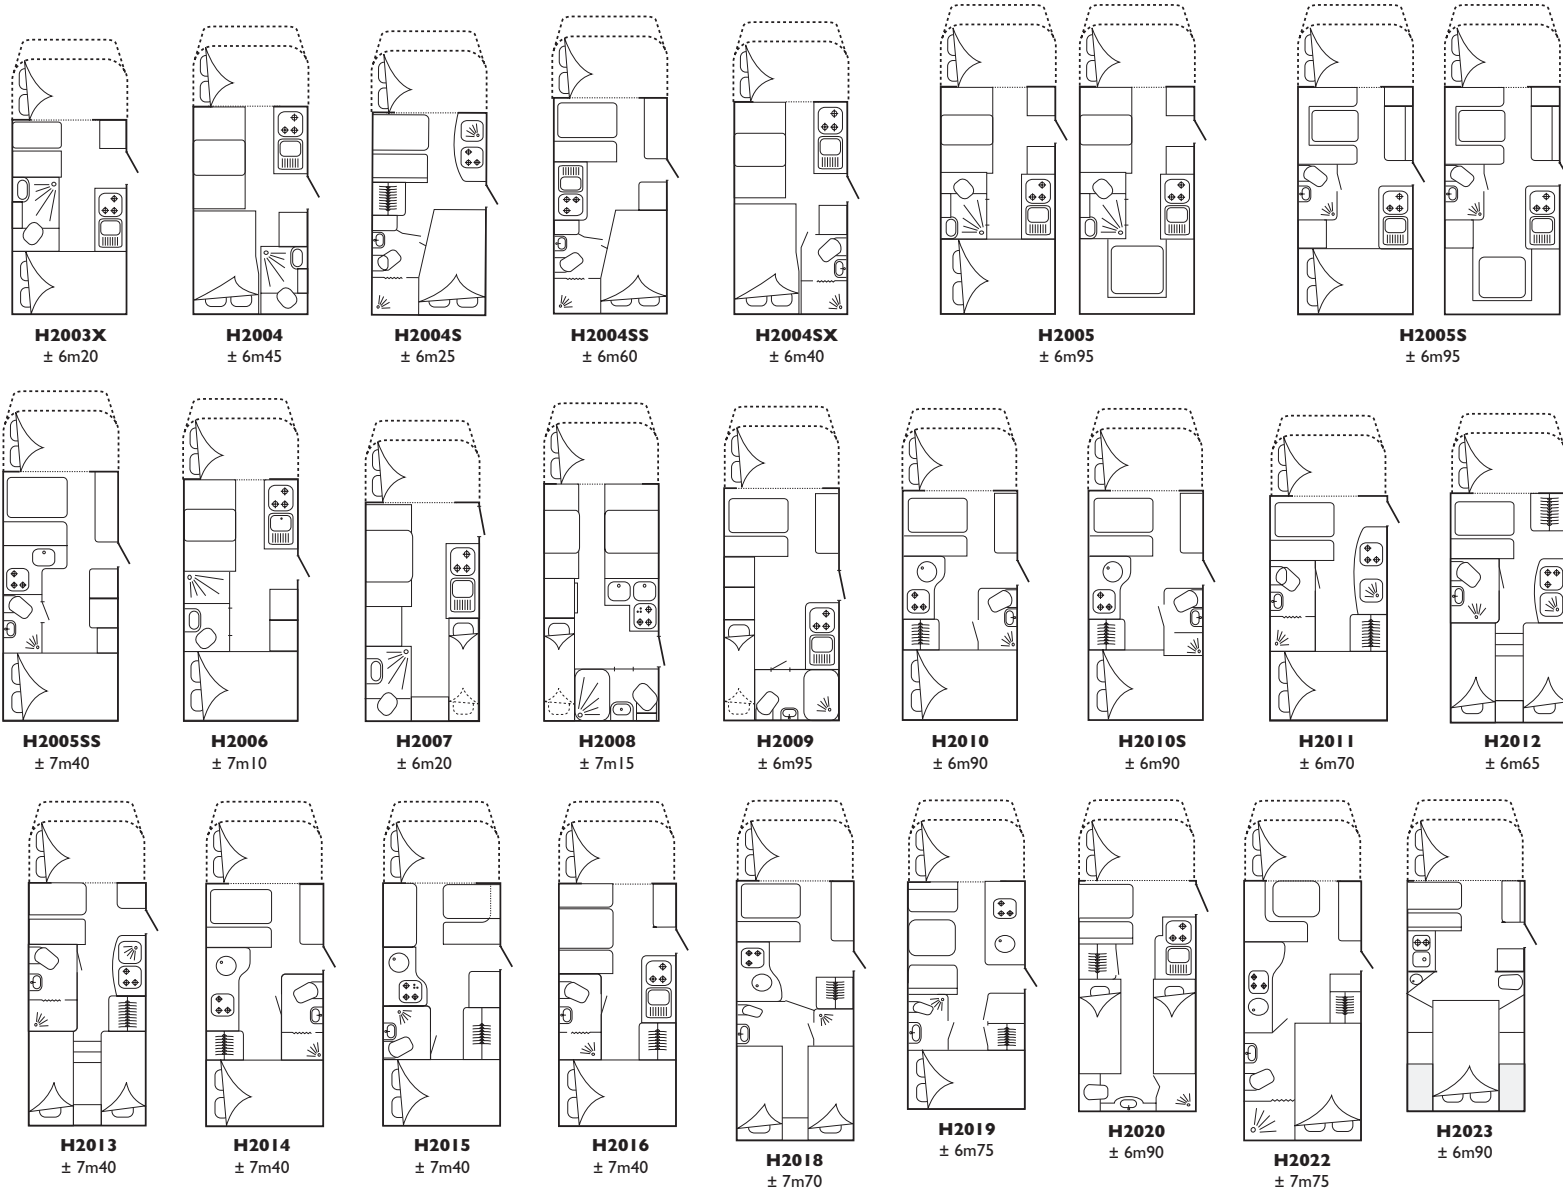 H2003X
± 6m20
H2004
± 6m45
H2004S
± 6m25
H2004SS
± 6m60
H2004SX
± 6m40
H2005
± 6m95
H2005S
± 6m95
H2005SS
± 7m40
H2006
± 7m10
H2007
± 6m20
H2008
± 7m15
H2009
± 6m95
H2010
± 6m90
H2010S
± 6m90
H2011
± 6m70
H2012
± 6m65
H2013
± 7m40
H2014
± 7m40
H2015
± 7m40
H2016
± 7m40
H2018
± 7m70
H2019
± 6m75
H2020
± 6m90
H2022
± 7m75
H2023
± 6m90